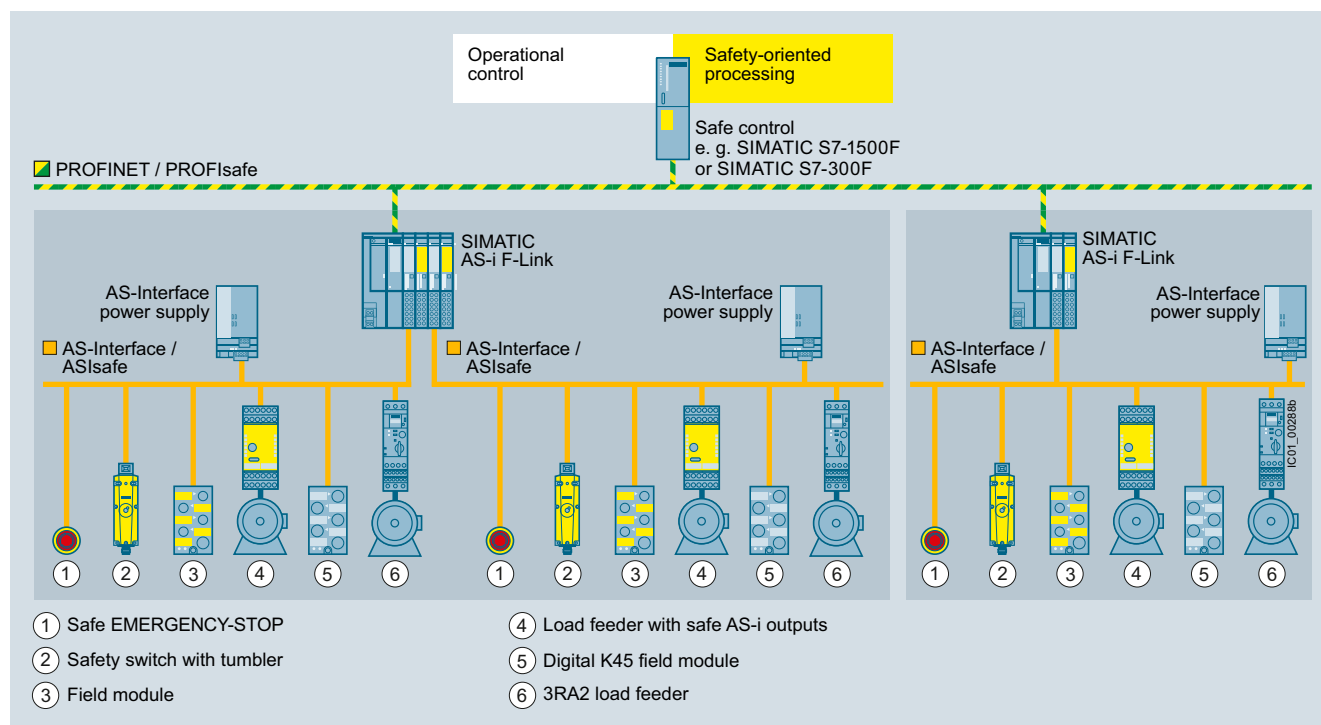 Operational
control
Safety-oriented
processing
Safe control
e. g. SIMATIC S7-1500F
or SIMATIC S7-300F
PROFINET / PROFIsafe
SIMATIC
AS-i F-Link
AS-Interface
power supply
AS-Interface /
ASIsafe
AS-Interface
power supply
AS-Interface /
ASIsafe
SIMATIC
AS-i F-Link
AS-Interface
power supply
AS-Interface /
ASIsafe
IC01_00288b
1 2 3 4 5 6
1 2 3 4 5 6
1 2 3 4 5 6
1 Safe EMERGENCY-STOP
2 Safety switch with tumbler
3 Field module
4 Load feeder with safe AS-i outputs
5 Digital K45 field module
6 3RA2 load feeder